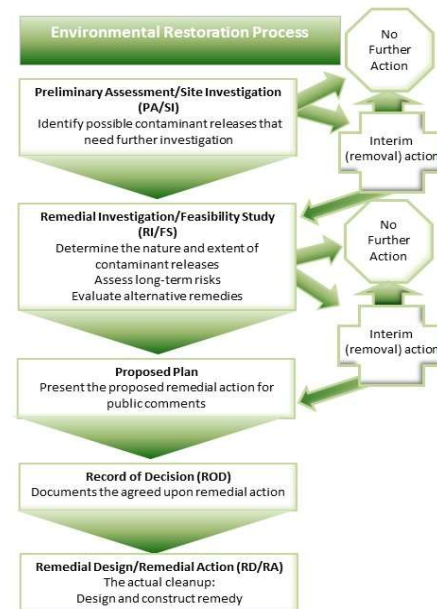 Environmental Restoration Process
No
Further
Action
Preliminary Assessment/Site Investigation
(PA/SI)
Identify possible contaminant releases that
need further investigation
Interim
(removal) action
Remedial Investigation/Feasibility Study
(RI/FS)
Determine the nature and extent of
contaminant releases
Assess long-term risks
Evaluate alternative remedies
No
Further
Action
Interim
(removal) action
Proposed Plan
Present the proposed remedial action for
public comments
Record of Decision (ROD)
Documents the agreed upon remedial action
Remedial Design/Remedial Action (RD/RA)
The actual cleanup:
Design and construct remedy